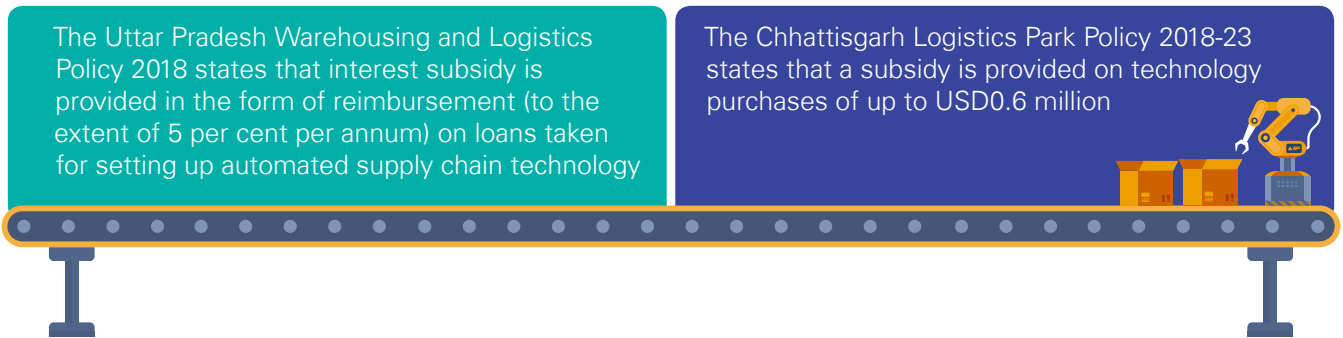 The Uttar Pradesh Warehousing and Logistics
Policy 2018 states that interest subsidy is
provided in the form of reimbursement (to the
extent of 5 per cent per annum) on loans taken
for setting up automated supply chain technology
The Chhattisgarh Logistics Park Policy 2018-23
states that a subsidy is provided on technology
purchases of up to USD0.6 million